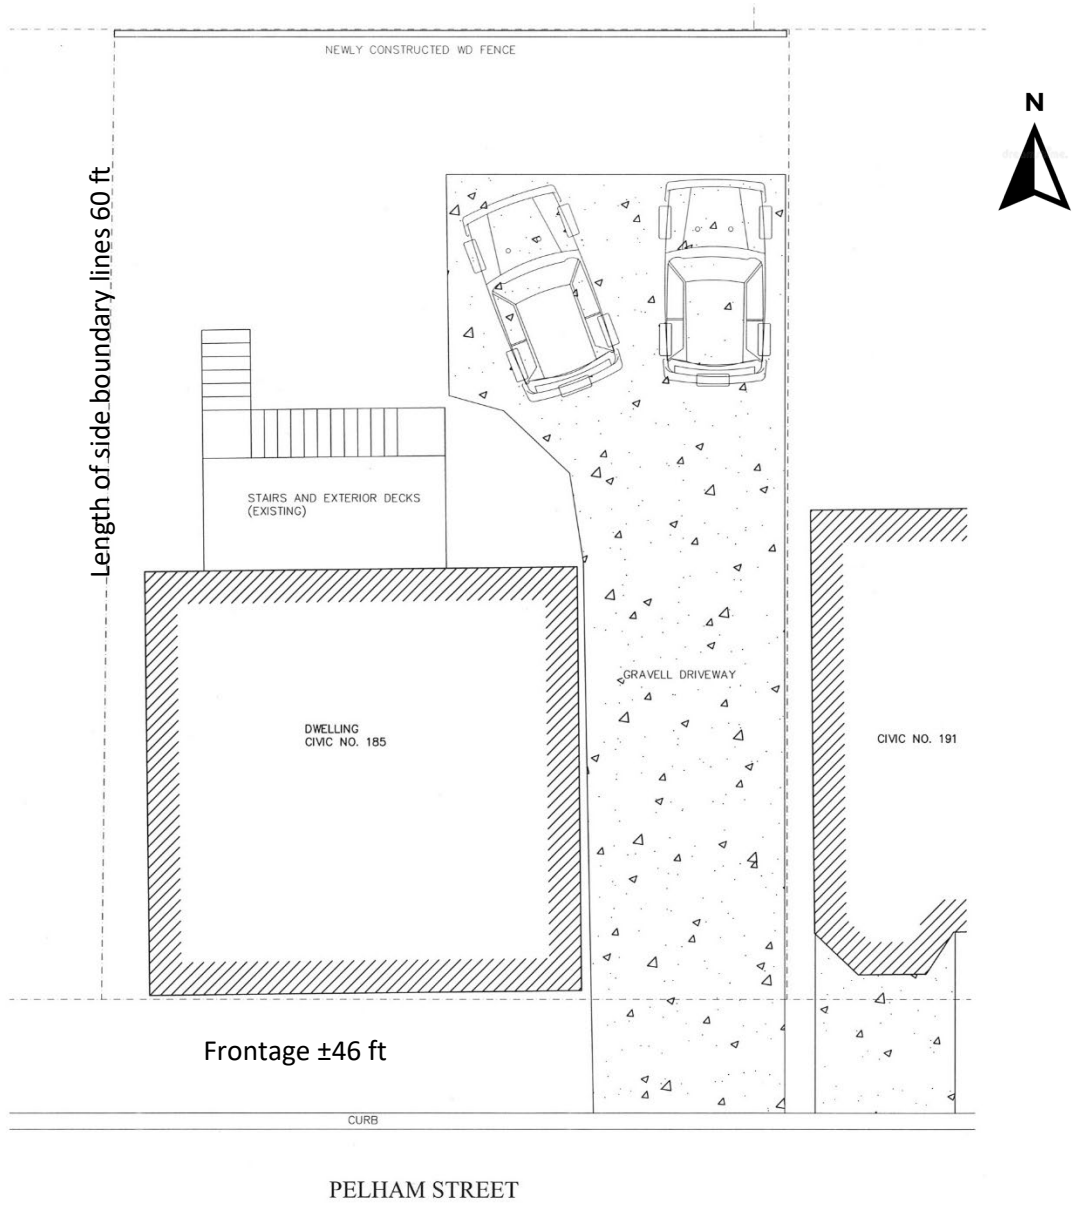 NEWLY CONSTRUCTED WD FENCE
N
Length of side boundary lines 60 ft
STAIRS AND EXTERIOR DECKS
(EXISTING)
GRAVELL DRIVEWAY
DWELLING
CIVIC NO. 185
CIVIC NO. 191
Frontage ±46 ft
CURB
PELHAM STREET